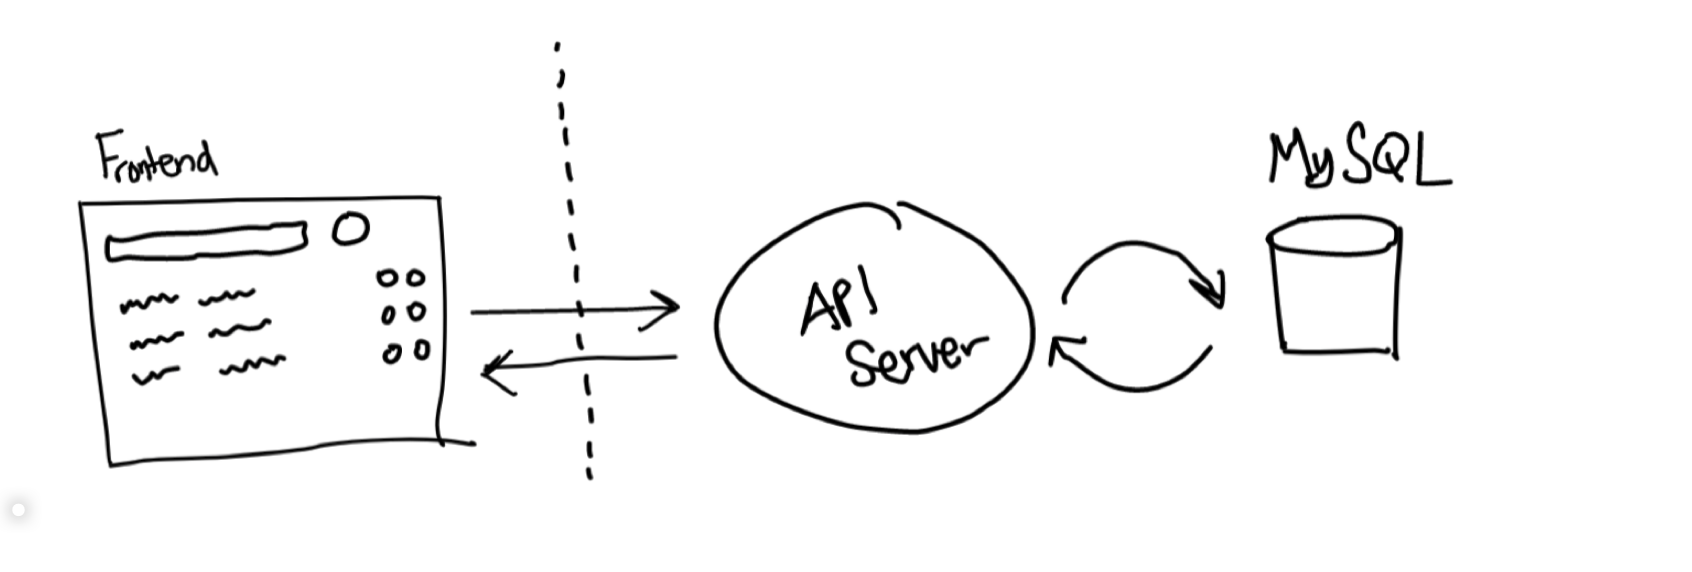 Frontend
API
Server
MySQL